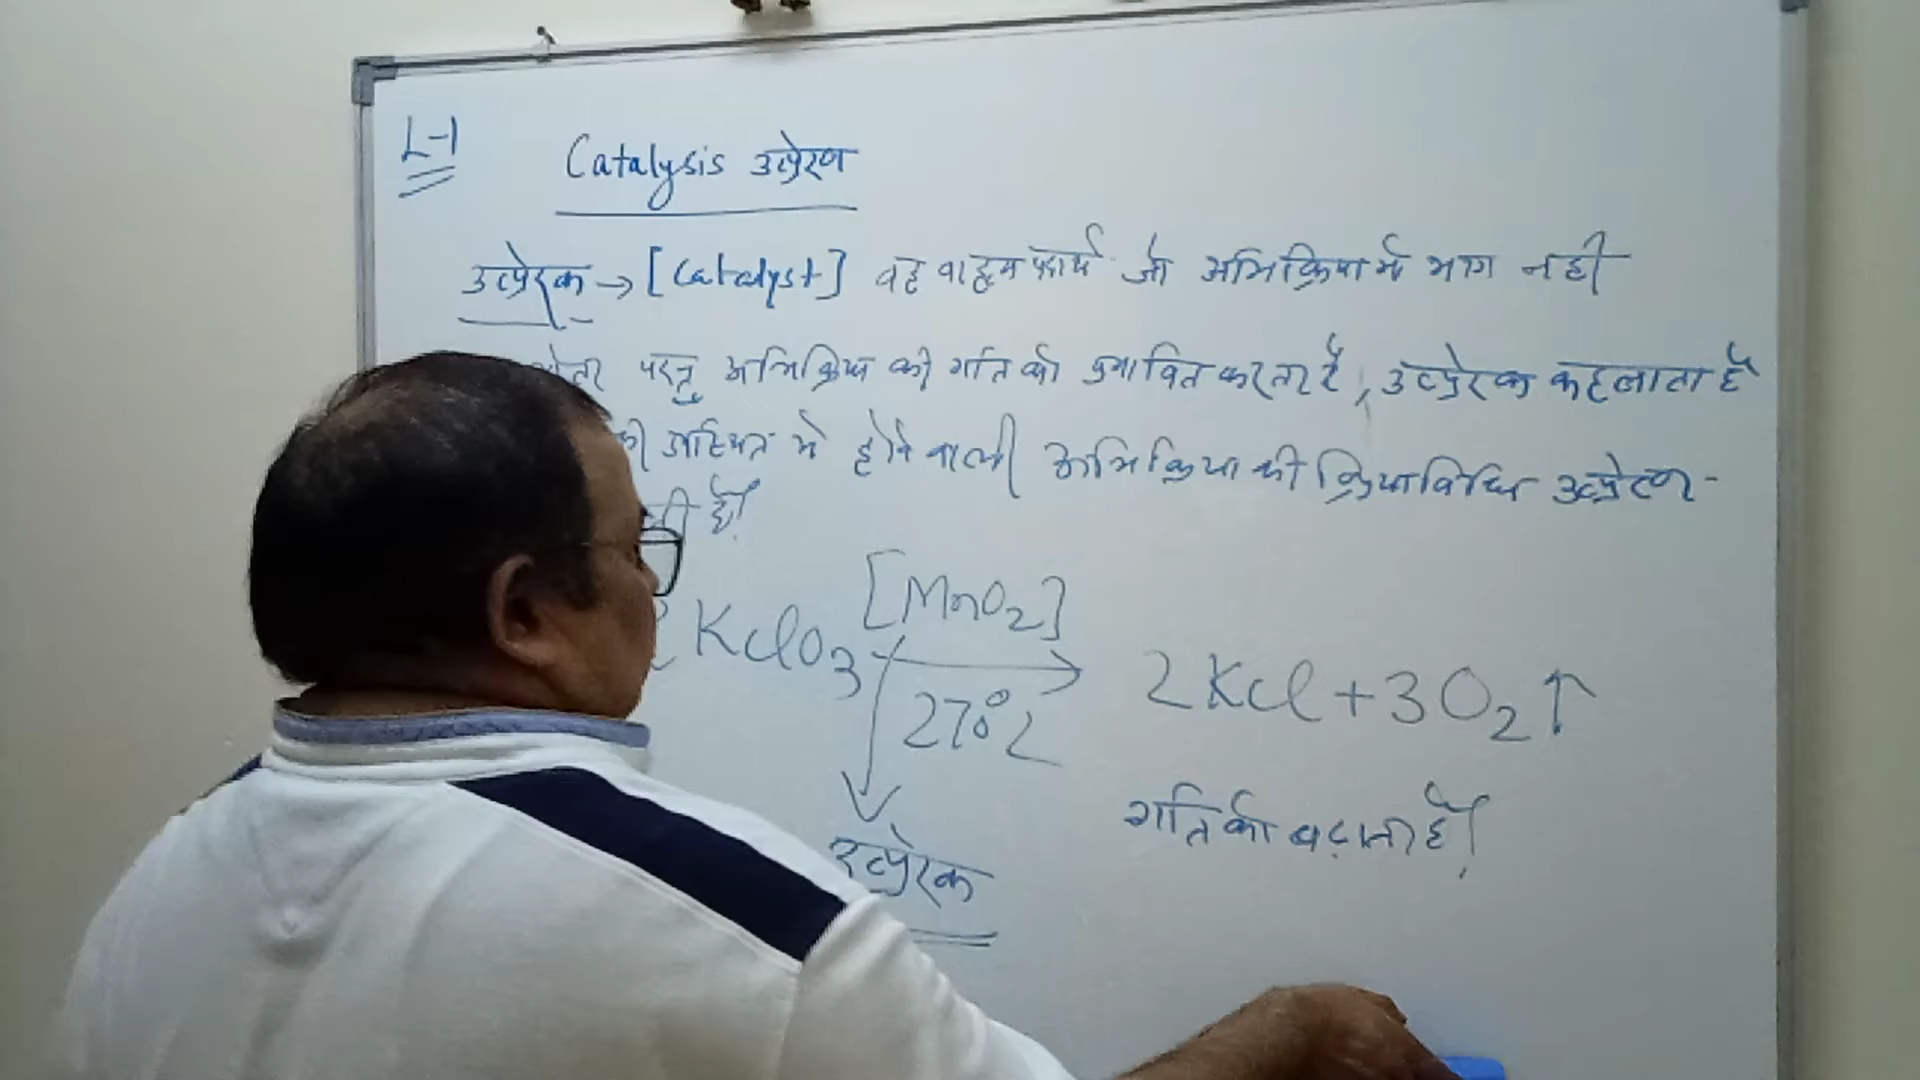 L-1
Catalysis उत्प्रेरण
उत्प्रेरक → [Catalyst] वह बाह्य पदार्थ जो अभिक्रिया में भाग नही
लेता परन्तु अभिक्रिया की गति को प्रभावित करता है, उत्प्रेरक कहलाता है
की उपस्थिति में होने वाली अभिक्रिया की क्रियाविधि उत्प्रेरण-
है।
2 KClO3 [MnO2] 270°C 2KCl + 3O2↑
गति को बढ़ाता है।
उत्प्रेरक